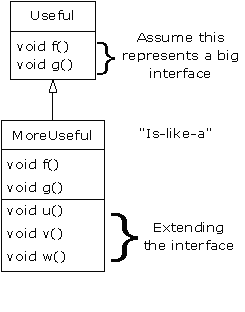 Useful
void f()
void g()
Assume this
represents a big
interface
MoreUseful
"Is-like-a"
void f()
void g()
void u()
void v()
void w()
Extending
the interface